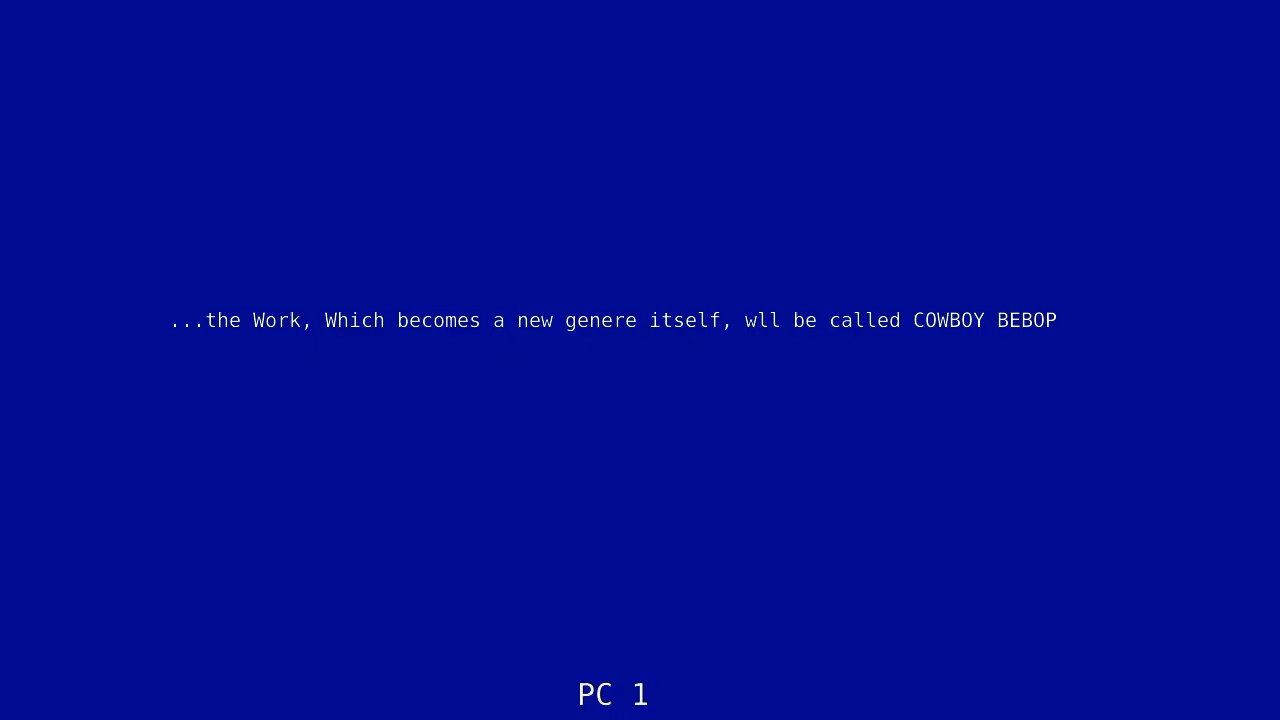 ...the Work, Which becomes a new genere itself, wll be called COWBOY BEBOP
PC 1